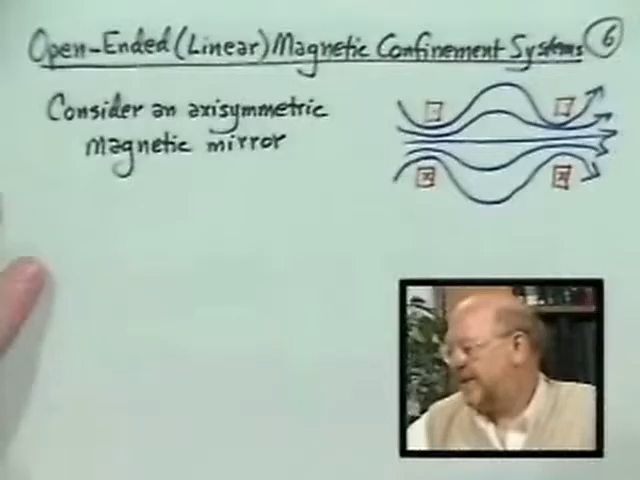 Open-Ended (Linear) Magnetic Confinement Systems 6
Consider an axisymmetric
magnetic mirror